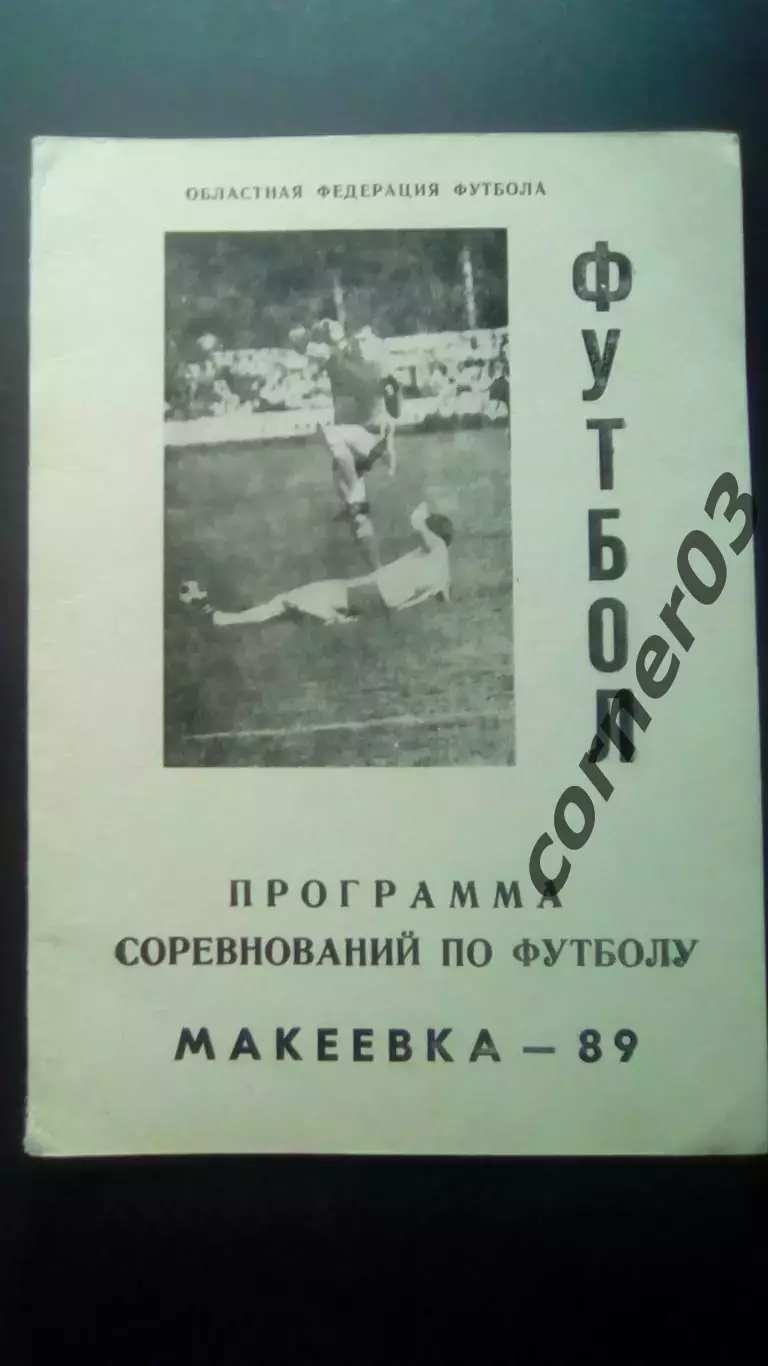 ОБЛАСТНАЯ ФЕДЕРАЦИЯ ФУТБОЛА
ФУТБОЛ
ПРОГРАММА
СОРЕВНОВАНИЙ ПО ФУТБОЛУ
МАКЕЕВКА — 89
corner03